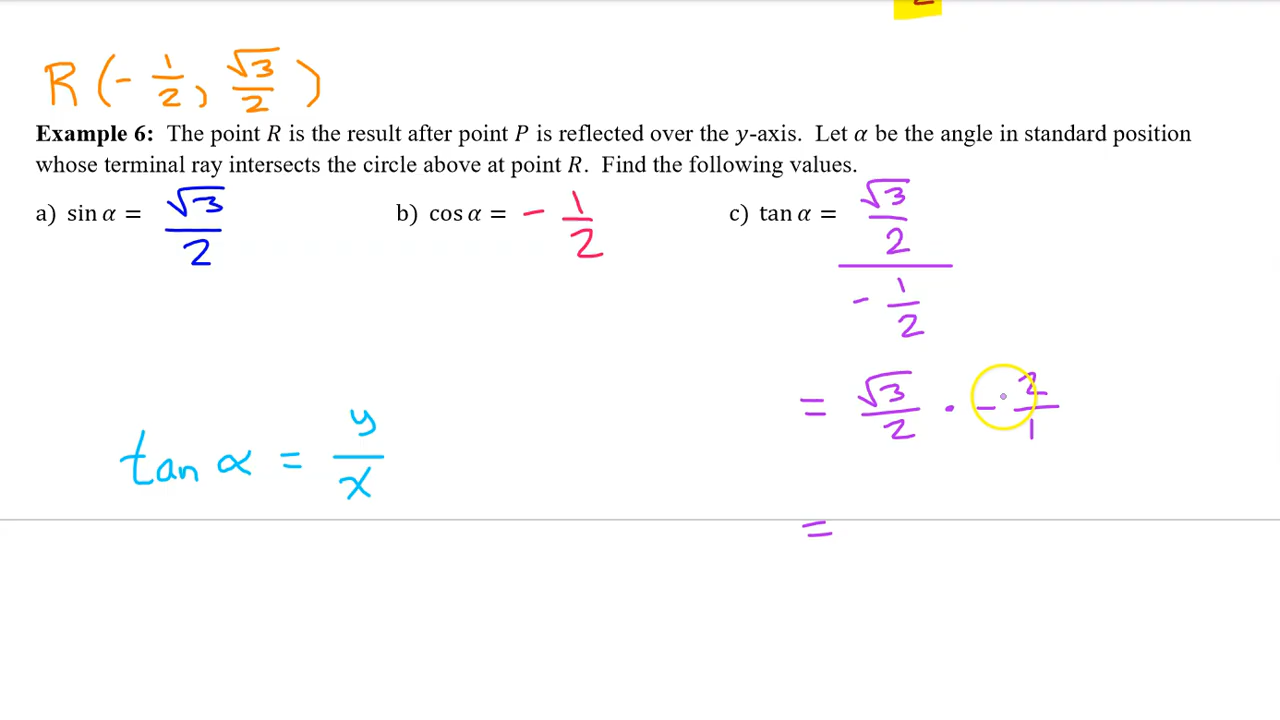 R (- 1/2, √3/2)
Example 6: The point R is the result after point P is reflected over the y-axis. Let α be the angle in standard position
whose terminal ray intersects the circle above at point R. Find the following values.
a) sin α = √3/2 b) cos α = - 1/2 c) tan α = (√3/2)/(- 1/2)
= √3/2 · - 2/1
tan α = y/x
=